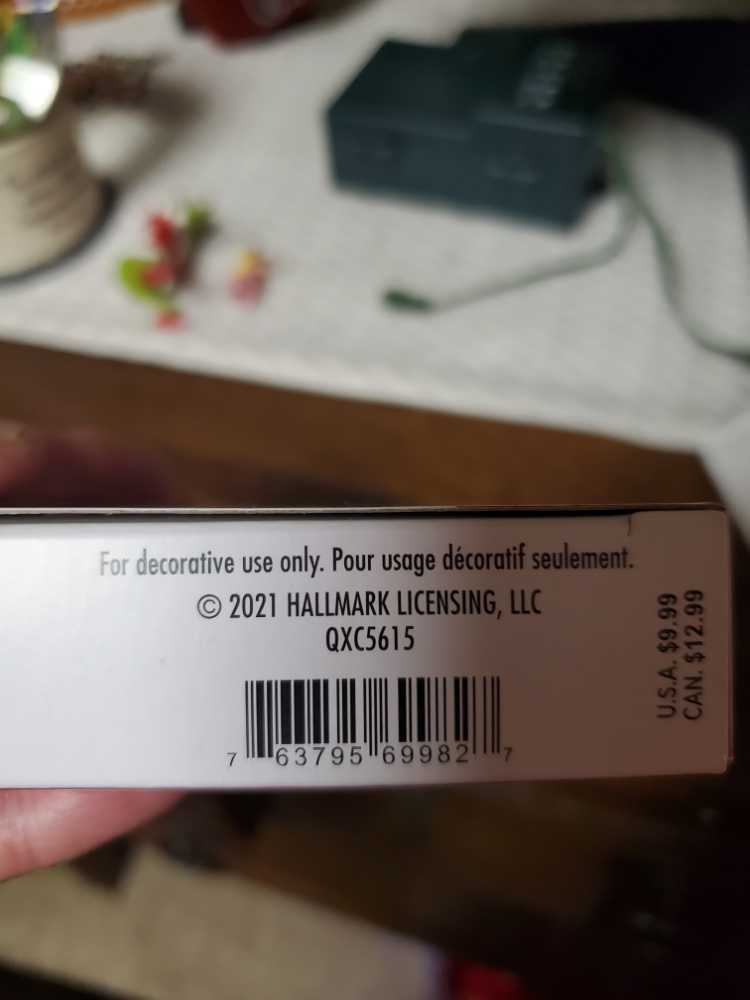 For decorative use only. Pour usage décoratif seulement.
© 2021 HALLMARK LICENSING, LLC
QXC5615
7 63795 69982 7
U.S.A. $9.99
CAN. $12.99